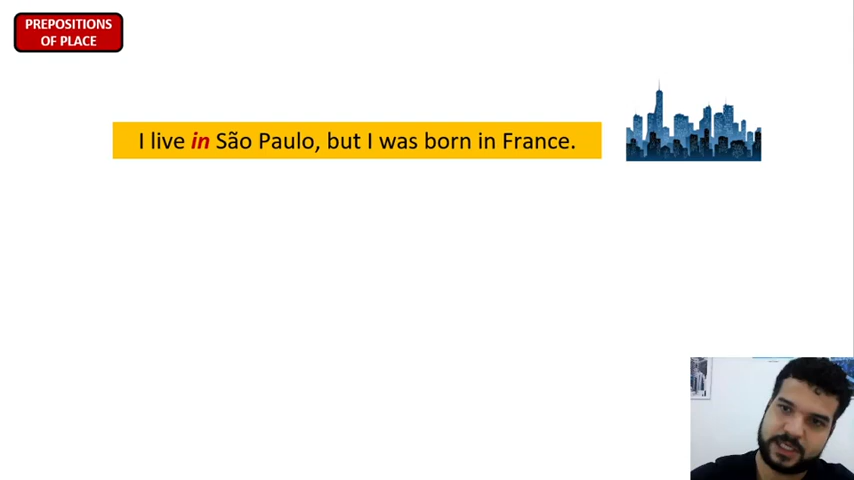 PREPOSITIONS
OF PLACE
I live in São Paulo, but I was born in France.